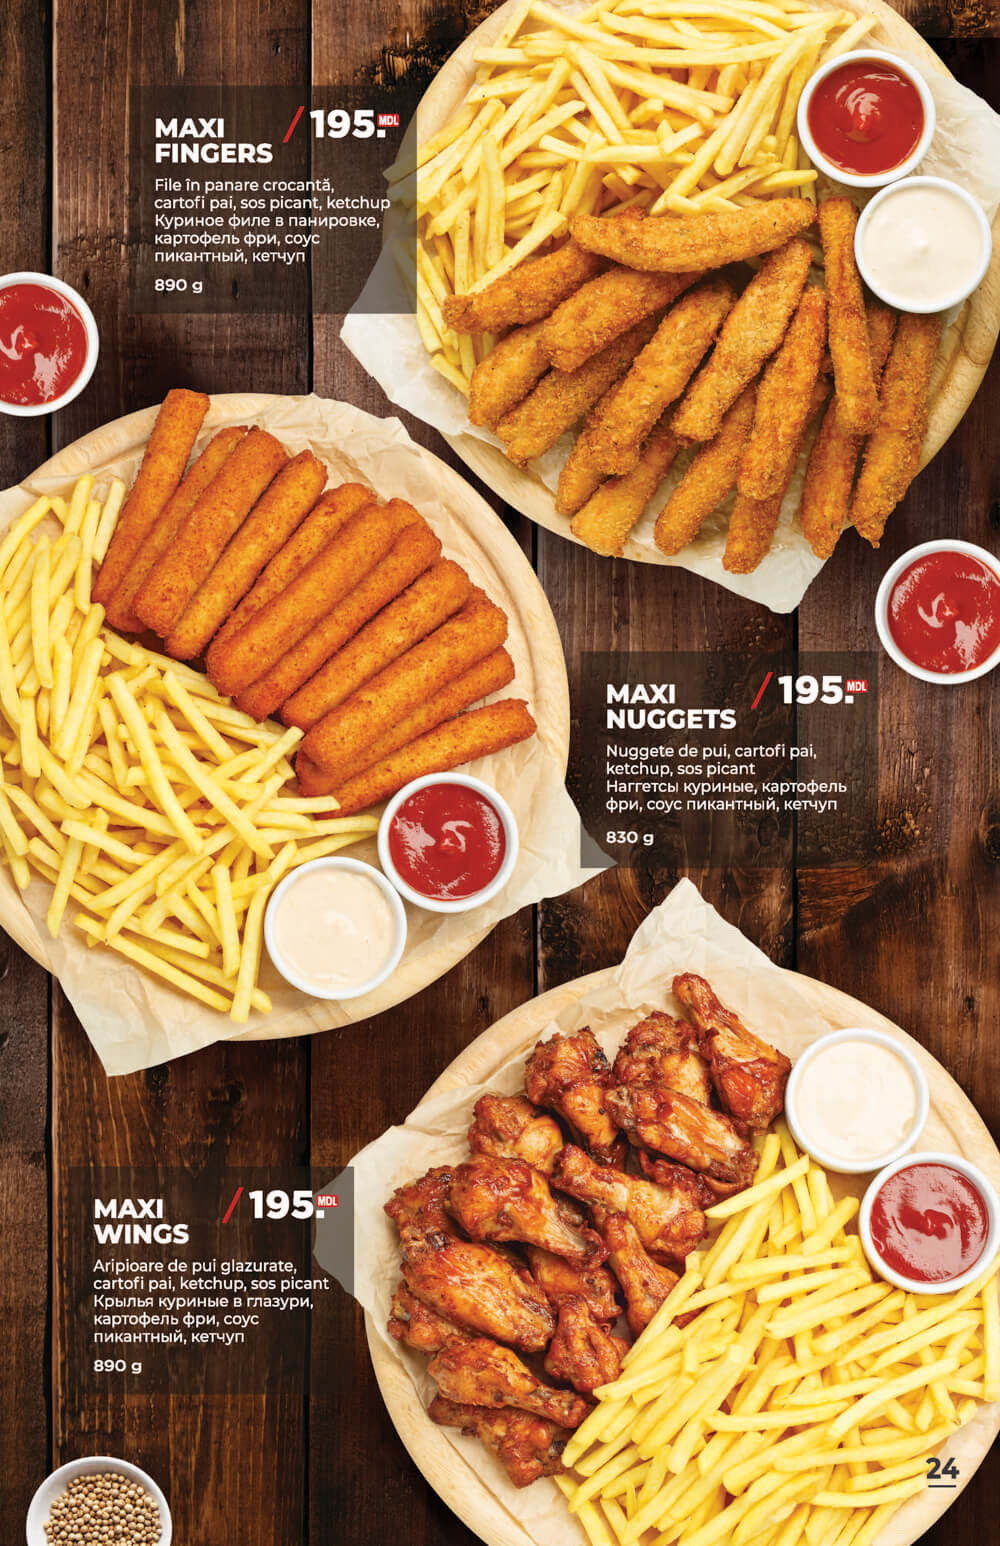 MAXI
FINGERS
/ 195. MDL
File în panare crocantă,
cartofi pai, sos picant, ketchup
Куриное филе в панировке,
картофель фри, соус
пикантный, кетчуп
890 g
MAXI
NUGGETS
/ 195. MDL
Nuggete de pui, cartofi pai,
ketchup, sos picant
Наггетсы куриные, картофель
фри, соус пикантный, кетчуп
830 g
MAXI
WINGS
/ 195. MDL
Aripioare de pui glazurate,
cartofi pai, ketchup, sos picant
Крылья куриные в глазури,
картофель фри, соус
пикантный, кетчуп
890 g
24